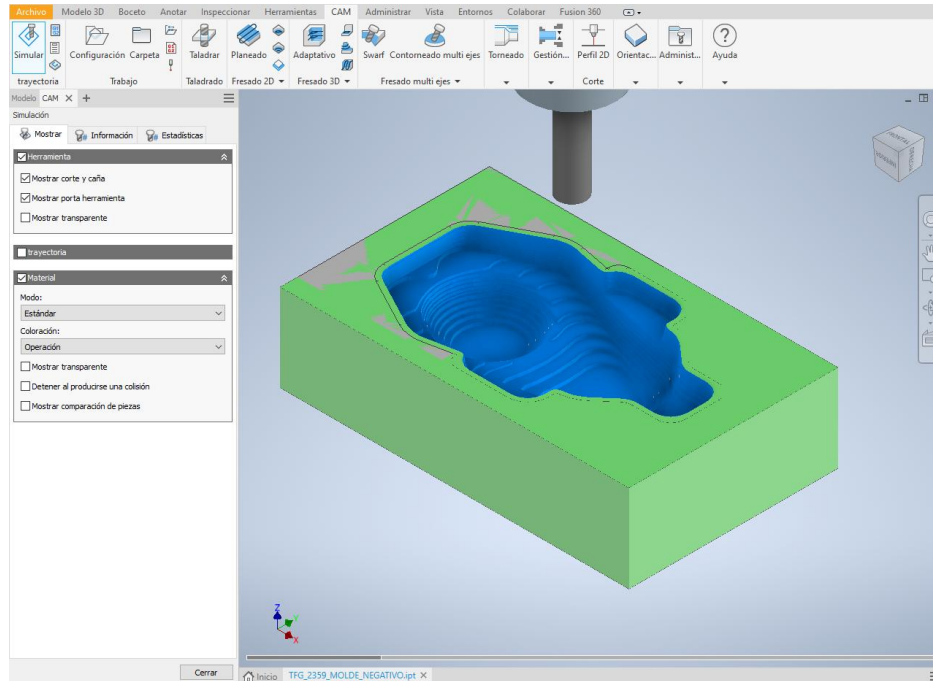 Archivo Modelo 3D Boceto Anotar Inspeccionar Herramientas CAM Administrar Vista Entornos Colaborar Fusion 360
Simular Configuración Carpeta Taladrar Planeado Adaptativo Swarf Contorneado multi ejes Torneado Gestión... Perfil 2D Orientac... Administ... Ayuda
trayectoria Trabajo Taladrado Fresado 2D Fresado 3D Fresado multi ejes Corte
Modelo CAM × +
Simulación
Mostrar Información Estadísticas
Herramienta
Mostrar corte y caña
Mostrar porta herramienta
Mostrar transparente
trayectoria
Material
Modo:
Estándar
Coloración:
Operación
Mostrar transparente
Detener al producirse una colisión
Mostrar comparación de piezas
Z
Y
X
Cerrar
Inicio TFG_2359_MOLDE_NEGATIVO.ipt ×